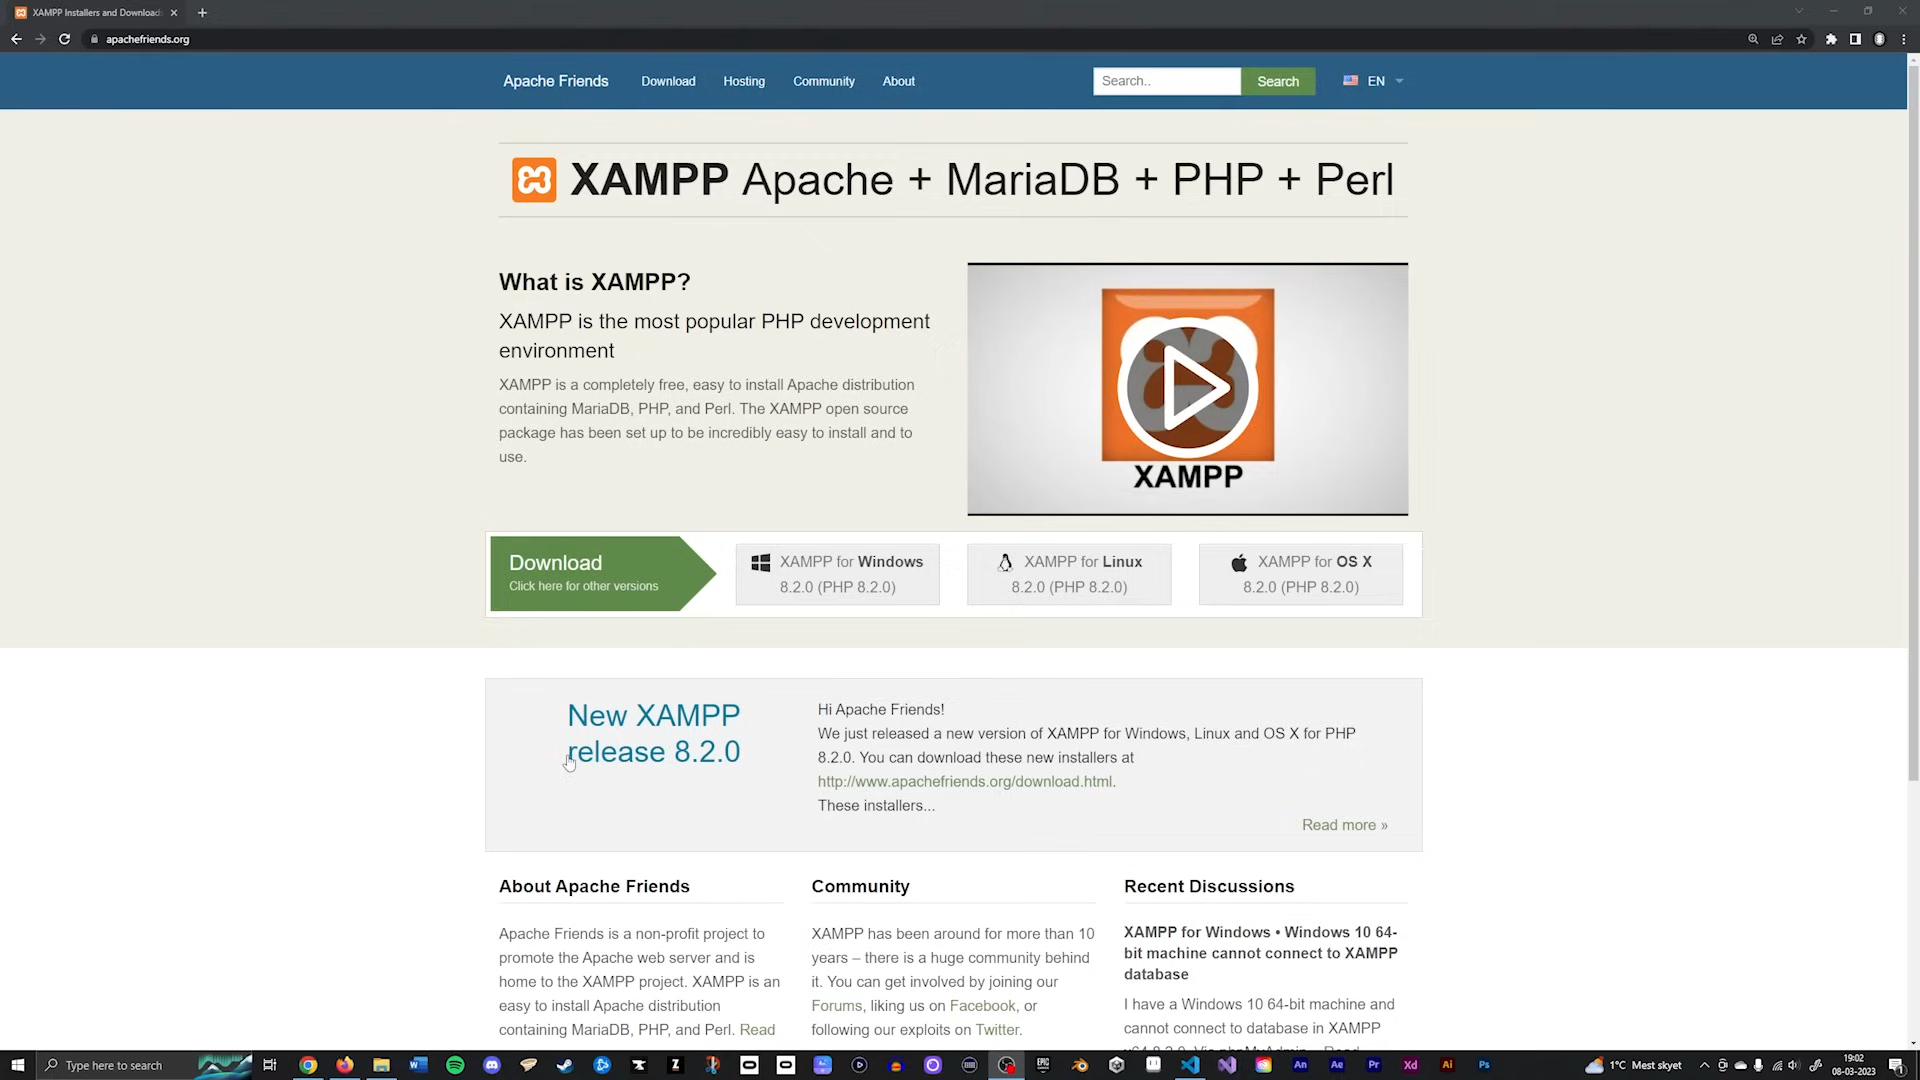 XAMPP Installers and Downloads
apachefriends.org
Apache Friends
Download
Hosting
Community
About
Search..
Search
EN
XAMPP Apache + MariaDB + PHP + Perl
What is XAMPP?
XAMPP is the most popular PHP development
environment
XAMPP is a completely free, easy to install Apache distribution
containing MariaDB, PHP, and Perl. The XAMPP open source
package has been set up to be incredibly easy to install and to
use.
XAMPP
Download
Click here for other versions
XAMPP for Windows
8.2.0 (PHP 8.2.0)
XAMPP for Linux
8.2.0 (PHP 8.2.0)
XAMPP for OS X
8.2.0 (PHP 8.2.0)
New XAMPP
release 8.2.0
Hi Apache Friends!
We just released a new version of XAMPP for Windows, Linux and OS X for PHP
8.2.0. You can download these new installers at
http://www.apachefriends.org/download.html.
These installers...
Read more »
About Apache Friends
Apache Friends is a non-profit project to
promote the Apache web server and is
home to the XAMPP project. XAMPP is an
easy to install Apache distribution
containing MariaDB, PHP, and Perl. Read
Community
XAMPP has been around for more than 10
years – there is a huge community behind
it. You can get involved by joining our
Forums, liking us on Facebook, or
following our exploits on Twitter.
Recent Discussions
XAMPP for Windows • Windows 10 64-
bit machine cannot connect to XAMPP
database
I have a Windows 10 64-bit machine and
cannot connect to database in XAMPP
Type here to search
EPIC
An
Ae
Pr
Xd
Ai
Ps
1°C Mest skyet
19:02
08-03-2023